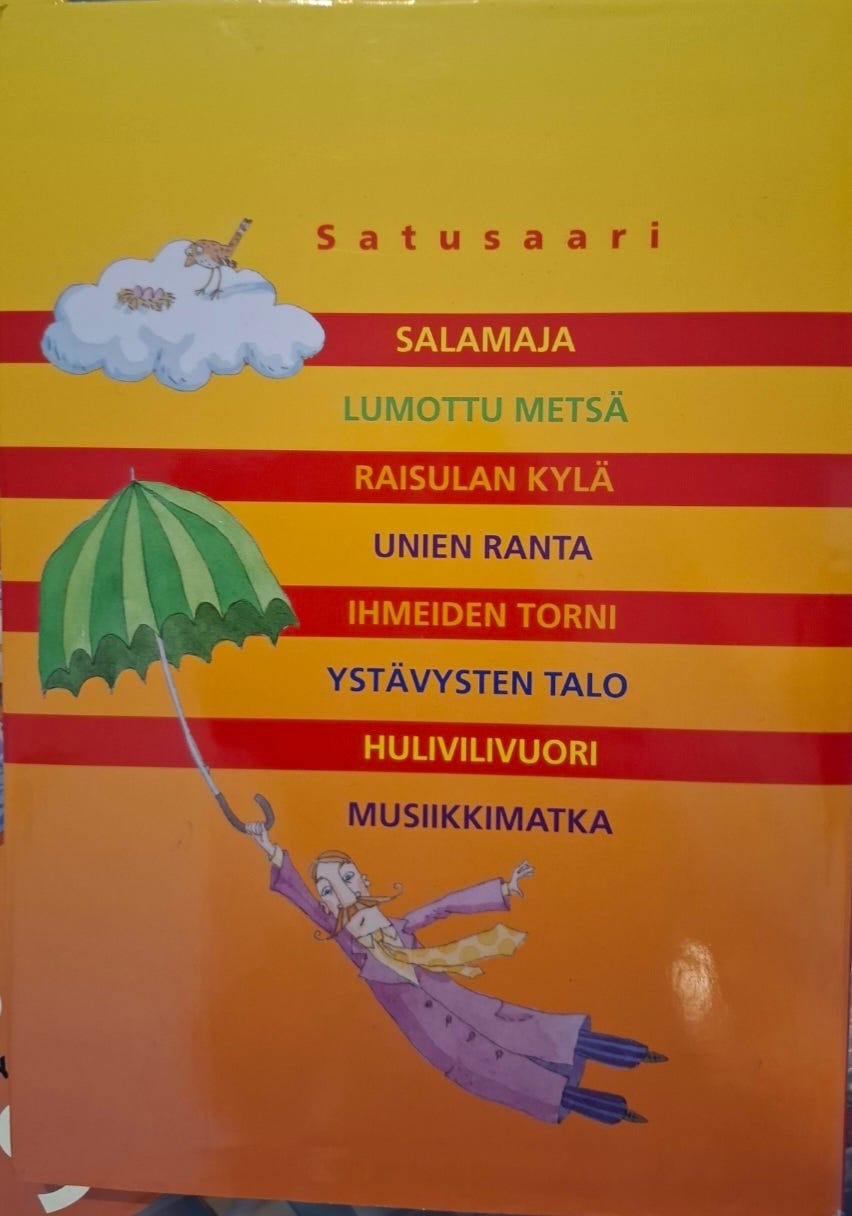 Satusaari
SALAMAJA
LUMOTTU METSÄ
RAISULAN KYLÄ
UNIEN RANTA
IHMEIDEN TORNI
YSTÄVYSTEN TALO
HULIVILIVUORI
MUSIIKKIMATKA